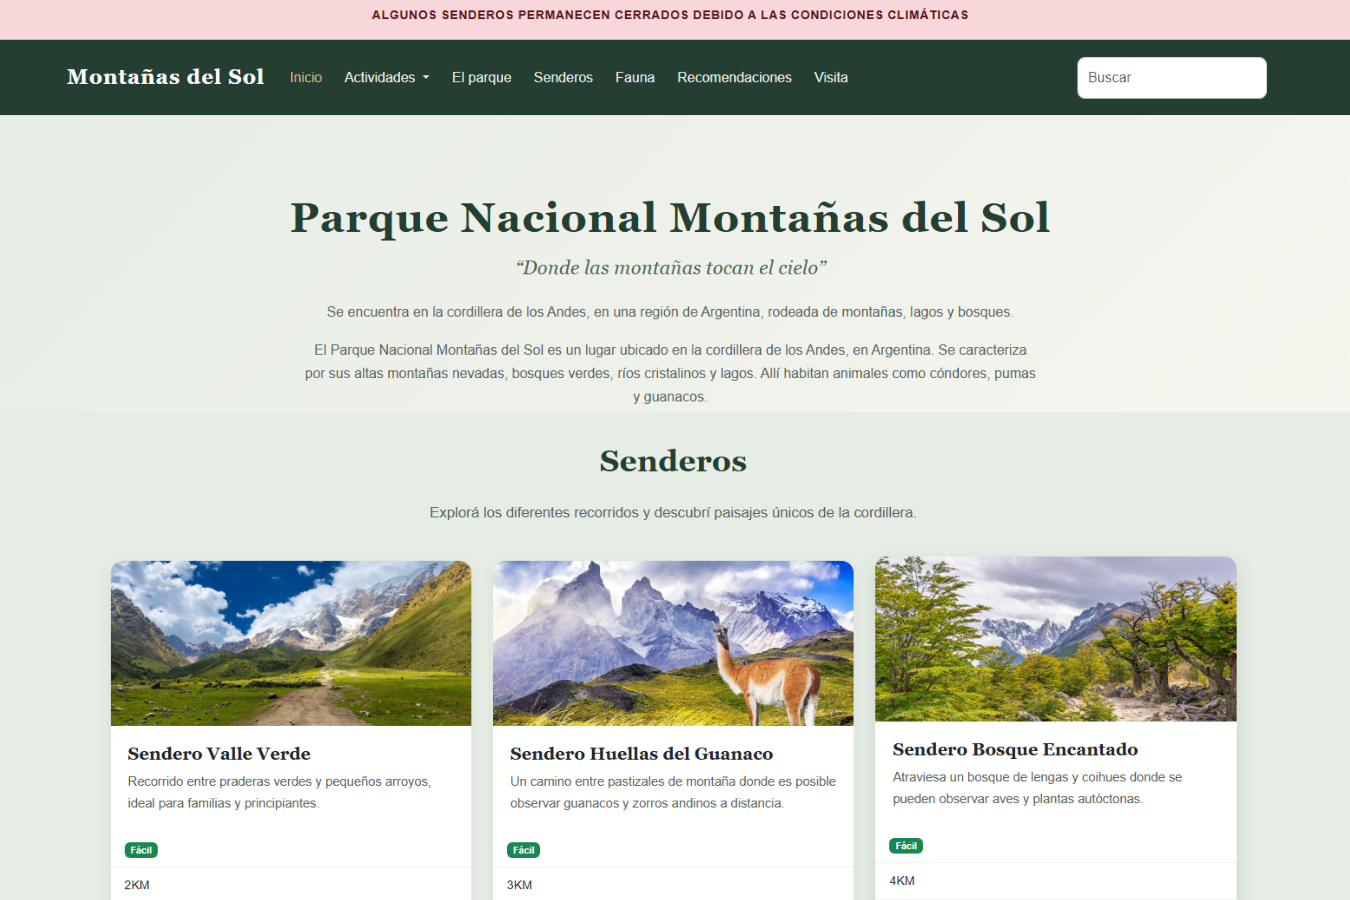 ALGUNOS SENDEROS PERMANECEN CERRADOS DEBIDO A LAS CONDICIONES CLIMÁTICAS
Montañas del Sol
Inicio
Actividades
El parque
Senderos
Fauna
Recomendaciones
Visita
Buscar
Parque Nacional Montañas del Sol
“Donde las montañas tocan el cielo”
Se encuentra en la cordillera de los Andes, en una región de Argentina, rodeada de montañas, lagos y bosques.
El Parque Nacional Montañas del Sol es un lugar ubicado en la cordillera de los Andes, en Argentina. Se caracteriza
por sus altas montañas nevadas, bosques verdes, ríos cristalinos y lagos. Allí habitan animales como cóndores, pumas
y guanacos.
Senderos
Explorá los diferentes recorridos y descubrí paisajes únicos de la cordillera.
Sendero Valle Verde
Recorrido entre praderas verdes y pequeños arroyos,
ideal para familias y principiantes.
Fácil
2KM
Sendero Huellas del Guanaco
Un camino entre pastizales de montaña donde es posible
observar guanacos y zorros andinos a distancia.
Fácil
3KM
Sendero Bosque Encantado
Atraviesa un bosque de lengas y coihues donde se
pueden observar aves y plantas autóctonas.
Fácil
4KM